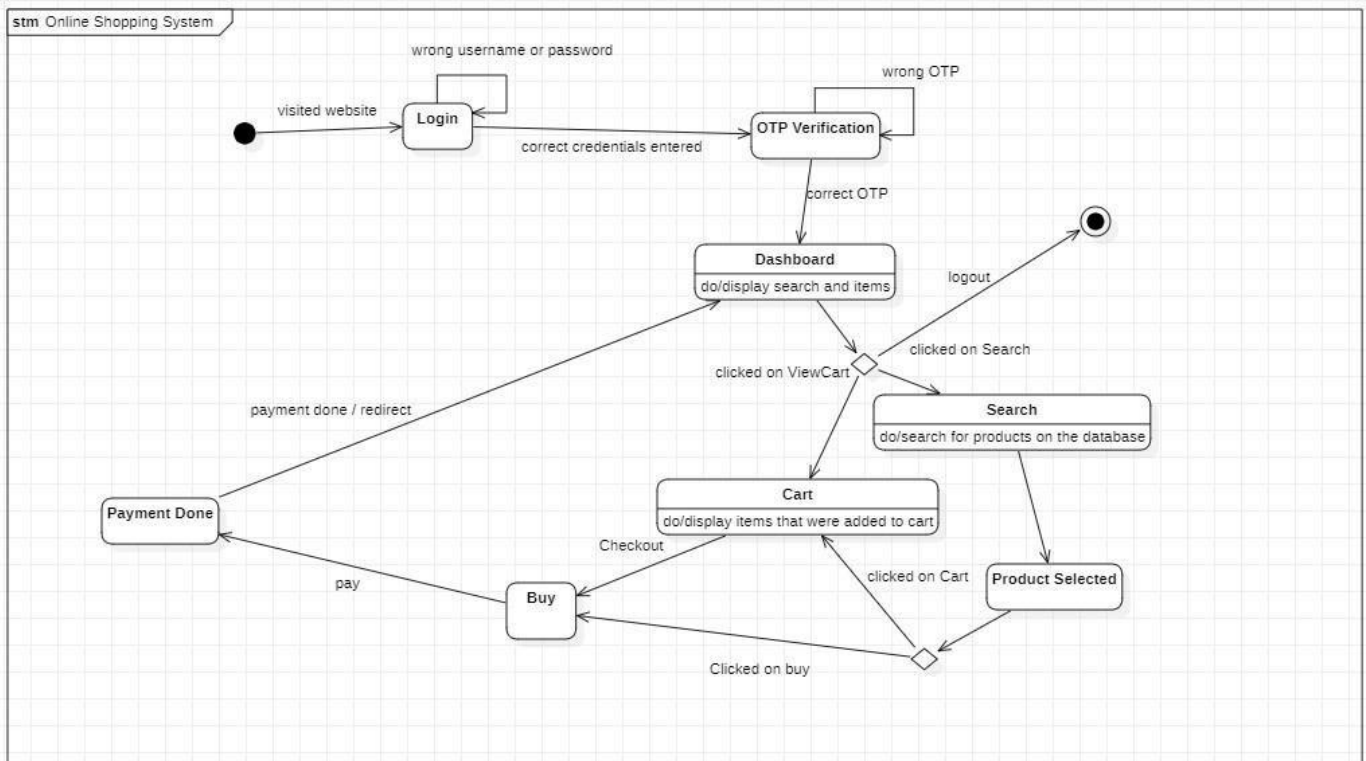 stm Online Shopping System
wrong username or password
wrong OTP
visited website
Login
OTP Verification
correct credentials entered
correct OTP
Dashboard
do/display search and items
logout
clicked on Search
clicked on ViewCart
payment done / redirect
Search
do/search for products on the database
Cart
do/display items that were added to cart
Payment Done
Checkout
clicked on Cart
Product Selected
pay
Buy
Clicked on buy